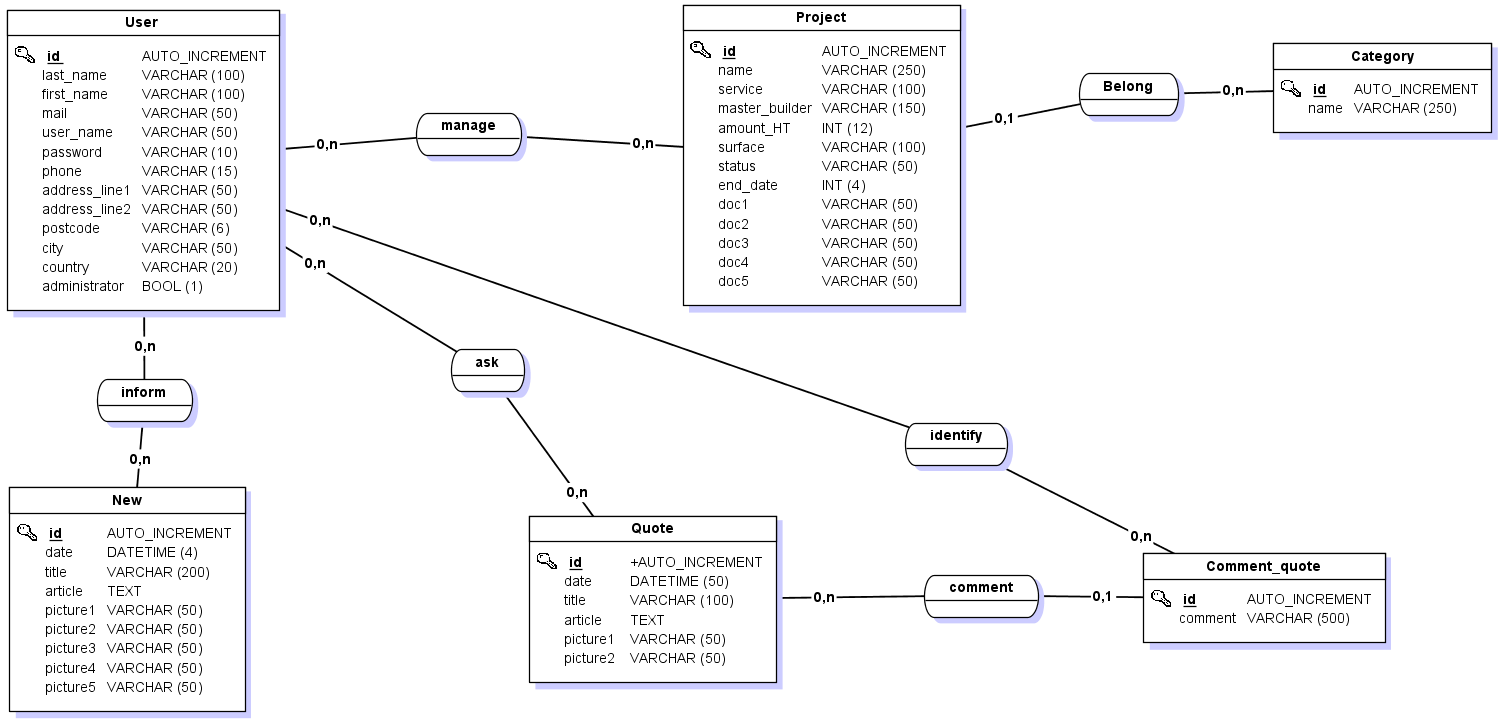 User
id AUTO_INCREMENT
last_name VARCHAR (100)
first_name VARCHAR (100)
mail VARCHAR (50)
user_name VARCHAR (50)
password VARCHAR (10)
phone VARCHAR (15)
address_line1 VARCHAR (50)
address_line2 VARCHAR (50)
postcode VARCHAR (6)
city VARCHAR (50)
country VARCHAR (20)
administrator BOOL (1)
0,n
manage
0,n
Project
id AUTO_INCREMENT
name VARCHAR (250)
service VARCHAR (100)
master_builder VARCHAR (150)
amount_HT INT (12)
surface VARCHAR (100)
status VARCHAR (50)
end_date INT (4)
doc1 VARCHAR (50)
doc2 VARCHAR (50)
doc3 VARCHAR (50)
doc4 VARCHAR (50)
doc5 VARCHAR (50)
0,1
Belong
0,n
Category
id AUTO_INCREMENT
name VARCHAR (250)
0,n
identify
0,n
0,n
ask
0,n
0,n
inform
0,n
New
id AUTO_INCREMENT
date DATETIME (4)
title VARCHAR (200)
article TEXT
picture1 VARCHAR (50)
picture2 VARCHAR (50)
picture3 VARCHAR (50)
picture4 VARCHAR (50)
picture5 VARCHAR (50)
Quote
id +AUTO_INCREMENT
date DATETIME (50)
title VARCHAR (100)
article TEXT
picture1 VARCHAR (50)
picture2 VARCHAR (50)
0,n
comment
0,1
Comment_quote
id AUTO_INCREMENT
comment VARCHAR (500)